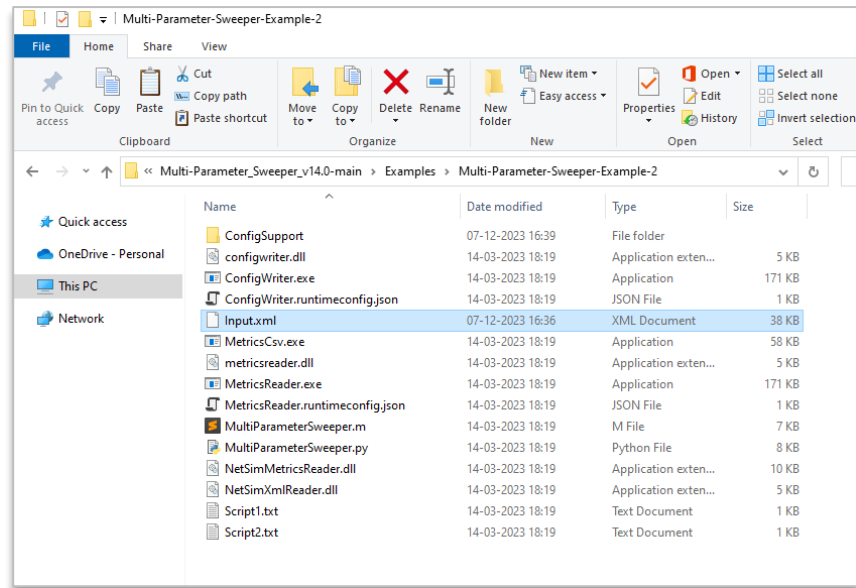 Multi-Parameter-Sweeper-Example-2
File Home Share View
Pin to Quick access
Copy
Paste
Cut
Copy path
Paste shortcut
Move to
Copy to
Delete
Rename
New folder
New item
Easy access
Properties
Open
Edit
History
Select all
Select none
Invert selection
Clipboard Organize New Open Select
« Multi-Parameter_Sweeper_v14.0-main › Examples › Multi-Parameter-Sweeper-Example-2
Quick access
OneDrive - Personal
This PC
Network
Name Date modified Type Size
ConfigSupport 07-12-2023 16:39 File folder
configwriter.dll 14-03-2023 18:19 Application exten... 5 KB
ConfigWriter.exe 14-03-2023 18:19 Application 171 KB
ConfigWriter.runtimeconfig.json 14-03-2023 18:19 JSON File 1 KB
Input.xml 07-12-2023 16:36 XML Document 38 KB
MetricsCsv.exe 14-03-2023 18:19 Application 58 KB
metricsreader.dll 14-03-2023 18:19 Application exten... 5 KB
MetricsReader.exe 14-03-2023 18:19 Application 171 KB
MetricsReader.runtimeconfig.json 14-03-2023 18:19 JSON File 1 KB
MultiParameterSweeper.m 14-03-2023 18:19 M File 7 KB
MultiParameterSweeper.py 14-03-2023 18:19 Python File 8 KB
NetSimMetricsReader.dll 14-03-2023 18:19 Application exten... 10 KB
NetSimXmlReader.dll 14-03-2023 18:19 Application exten... 5 KB
Script1.txt 14-03-2023 18:19 Text Document 1 KB
Script2.txt 14-03-2023 18:19 Text Document 1 KB